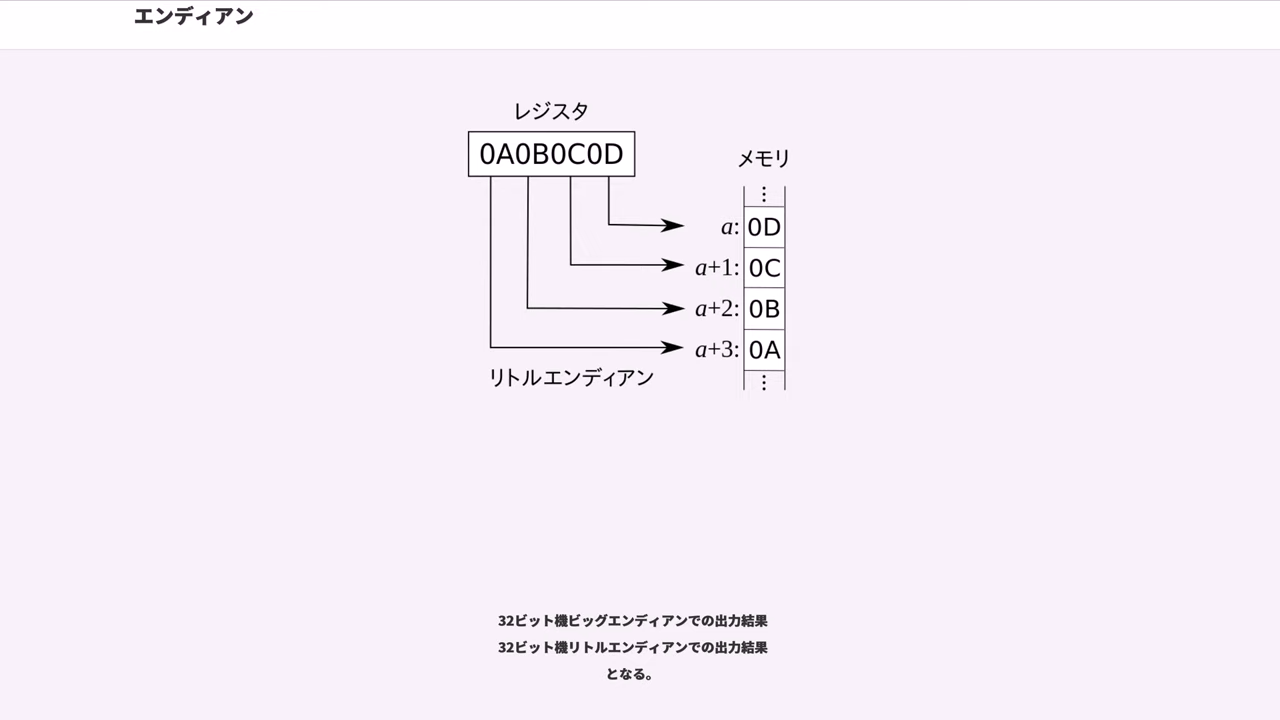 エンディアン
レジスタ
0A0B0C0D
メモリ
⋮
a: 0D
a+1: 0C
a+2: 0B
a+3: 0A
⋮
リトルエンディアン
32ビット機ビッグエンディアンでの出力結果
32ビット機リトルエンディアンでの出力結果
となる。